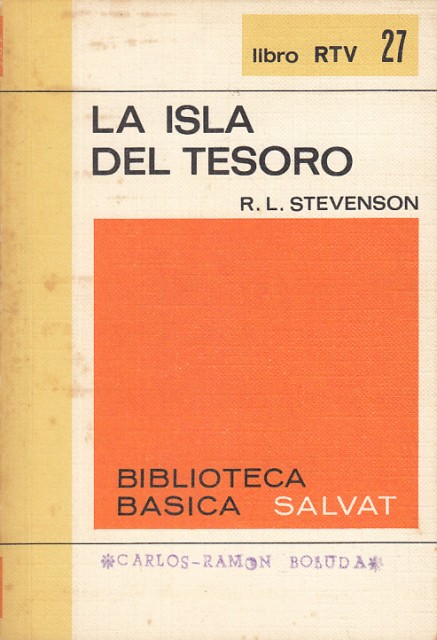 libro RTV 27
LA ISLA
DEL TESORO
R. L. STEVENSON
BIBLIOTECA
BASICA SALVAT
*CARLOS-RAMON BOLUDA*